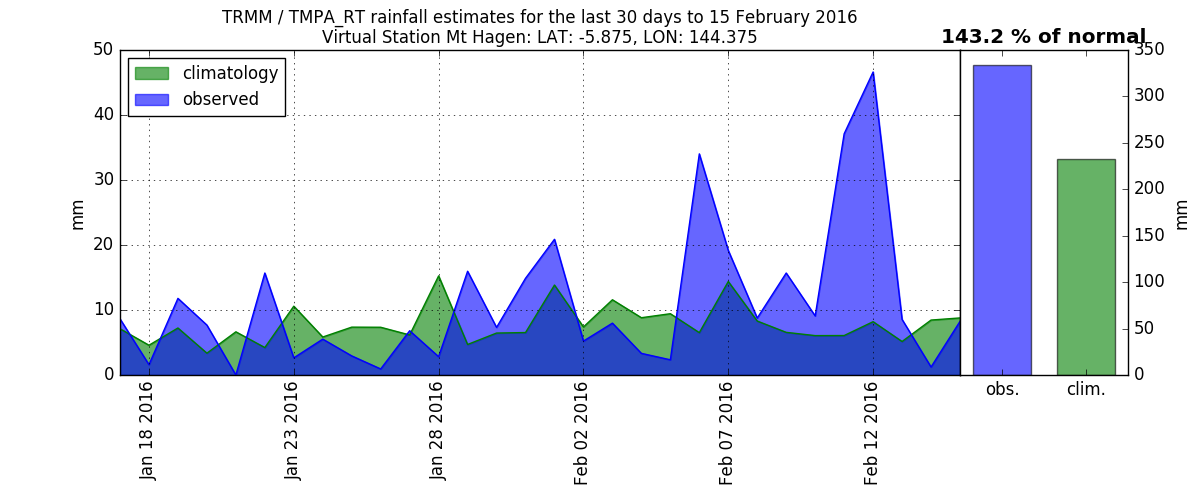 TRMM / TMPA_RT rainfall estimates for the last 30 days to 15 February 2016
Virtual Station Mt Hagen: LAT: -5.875, LON: 144.375
143.2 % of normal
climatology
observed
50
40
30
20
10
0
mm
Jan 18 2016
Jan 23 2016
Jan 28 2016
Feb 02 2016
Feb 07 2016
Feb 12 2016
350
300
250
200
150
100
50
0
mm
obs.
clim.